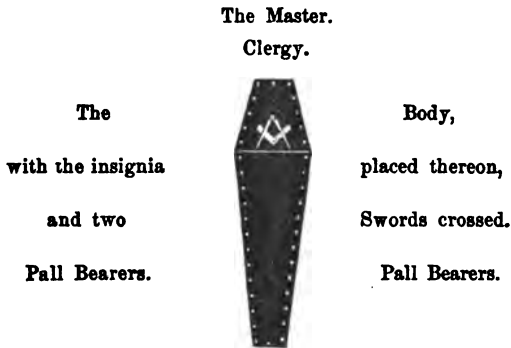 The Master.
Clergy.
The Body,
with the insignia placed thereon,
and two Swords crossed.
Pall Bearers. Pall Bearers.